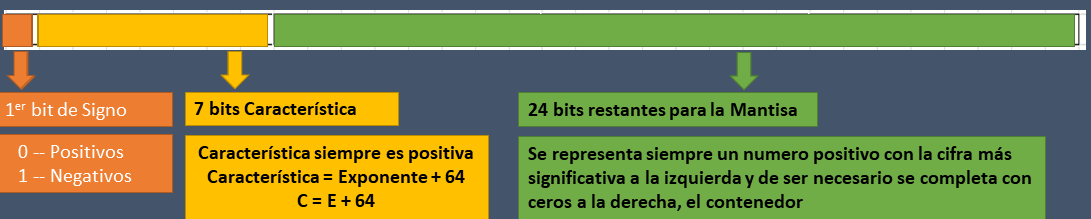 1er bit de Signo
0 -- Positivos
1 -- Negativos
7 bits Característica
Característica siempre es positiva
Característica = Exponente + 64
C = E + 64
24 bits restantes para la Mantisa
Se representa siempre un numero positivo con la cifra más
significativa a la izquierda y de ser necesario se completa con
ceros a la derecha, el contenedor